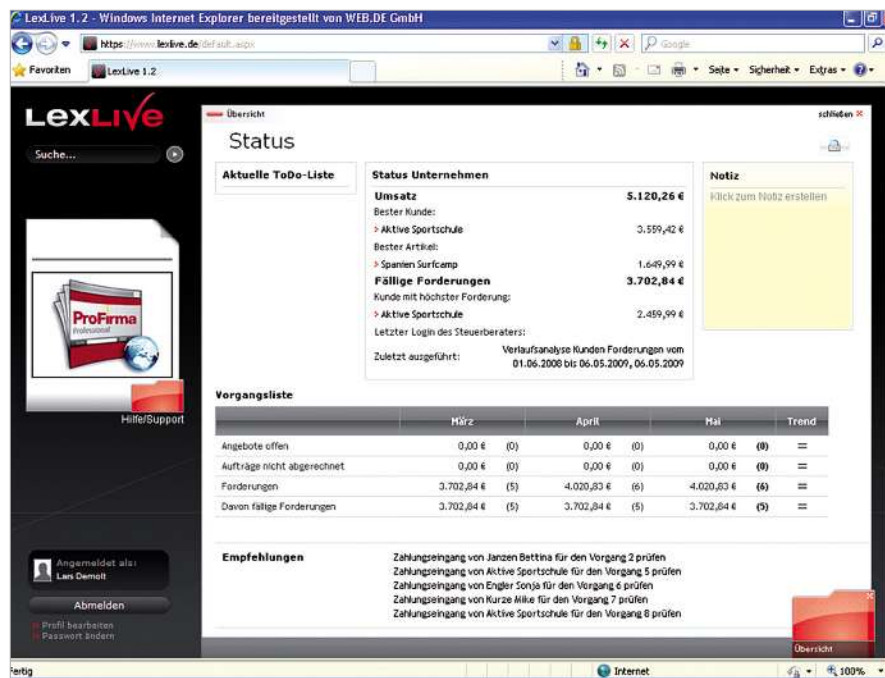 LexLive 1.2 - Windows Internet Explorer bereitgestellt von WEB.DE GmbH
https://www.lexlive.de/default.aspx
Google
Favoriten
LexLive 1.2
Seite
Sicherheit
Extras
LEXLIVE
Übersicht
schließen
Suche...
Status
Aktuelle ToDo-Liste
Status Unternehmen
Umsatz 5.120,26 €
Bester Kunde:
> Aktive Sportschule 3.559,42 €
Bester Artikel:
> Spanien Surfcamp 1.649,99 €
Fällige Forderungen 3.702,84 €
Kunde mit höchster Forderung:
> Aktive Sportschule 2.459,99 €
Letzter Login des Steuerberaters:
Zuletzt ausgeführt: Verlaufsanalyse Kunden Forderungen vom
01.06.2008 bis 06.05.2009, 06.05.2009
Notiz
Klick zum Notiz erstellen
ProFirma
Professional
Hilfe/Support
Vorgangsliste
März April Mai Trend
Angebote offen 0,00 € (0) 0,00 € (0) 0,00 € (0) =
Aufträge nicht abgerechnet 0,00 € (0) 0,00 € (0) 0,00 € (0) =
Forderungen 3.702,84 € (5) 4.020,83 € (6) 4.020,83 € (6) =
Davon fällige Forderungen 3.702,84 € (5) 3.702,84 € (5) 3.702,84 € (5) =
Empfehlungen
Zahlungseingang von Janzen Bettina für den Vorgang 2 prüfen
Zahlungseingang von Aktive Sportschule für den Vorgang 5 prüfen
Zahlungseingang von Engler Sonja für den Vorgang 6 prüfen
Zahlungseingang von Kurze Mike für den Vorgang 7 prüfen
Zahlungseingang von Aktive Sportschule für den Vorgang 8 prüfen
Angemeldet als:
Lars Demolt
Abmelden
Profil bearbeiten
Passwort ändern
Übersicht
Fertig
Internet
100%